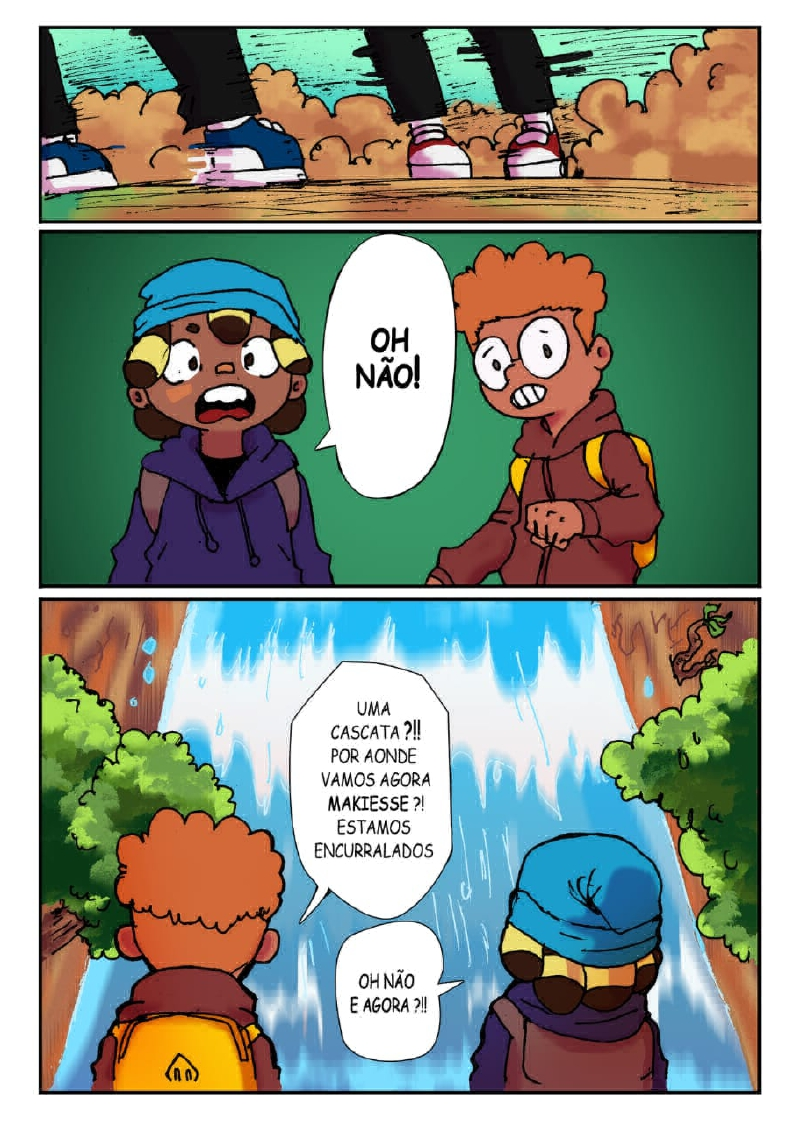 OH
NÃO!
UMA
CASCATA ?!!
POR AONDE
VAMOS AGORA
MAKIESSE ?!
ESTAMOS
ENCURRALADOS
OH NÃO
E AGORA ?!!